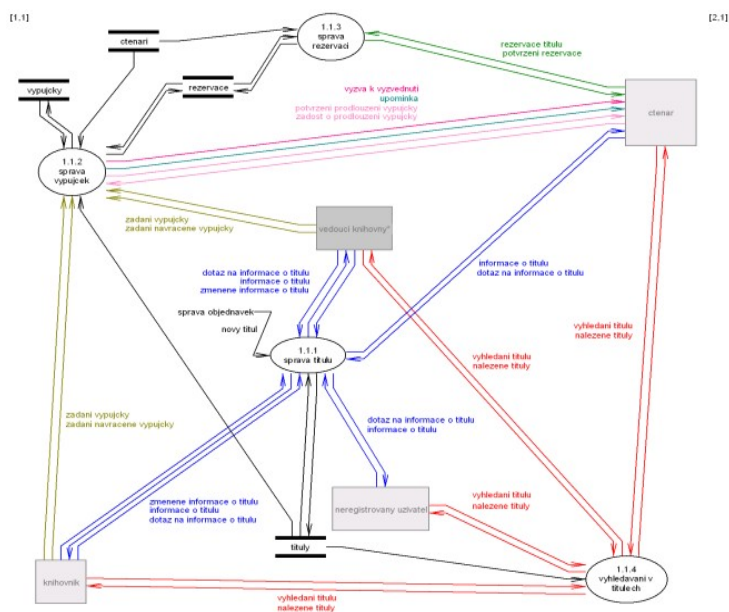 [1,1]
[2,1]
1.1.3
sprava
rezervaci
ctenari
rezervace titulu
potvrzeni rezervace
vypujcky
rezervace
vyzva k vyzvednuti
upominka
potvrzeni prodlouzeni vypujcky
zadost o prodlouzeni vypujcky
ctenar
1.1.2
sprava
vypujcek
zadani vypujcky
zadani navracene vypujcky
vedouci knihovny*
dotaz na informace o titulu
informace o titulu
zmenene informace o titulu
informace o titulu
dotaz na informace o titulu
sprava objednavek
novy titul
1.1.1
sprava titulu
vyhledani titulu
nalezene tituly
vyhledani titulu
nalezene tituly
zadani vypujcky
zadani navracene vypujcky
dotaz na informace o titulu
informace o titulu
zmenene informace o titulu
informace o titulu
dotaz na informace o titulu
neregistrovany uzivatel
vyhledani titulu
nalezene tituly
tituly
knihovnik
1.1.4
vyhledavani v
titulech
vyhledani titulu
nalezene tituly